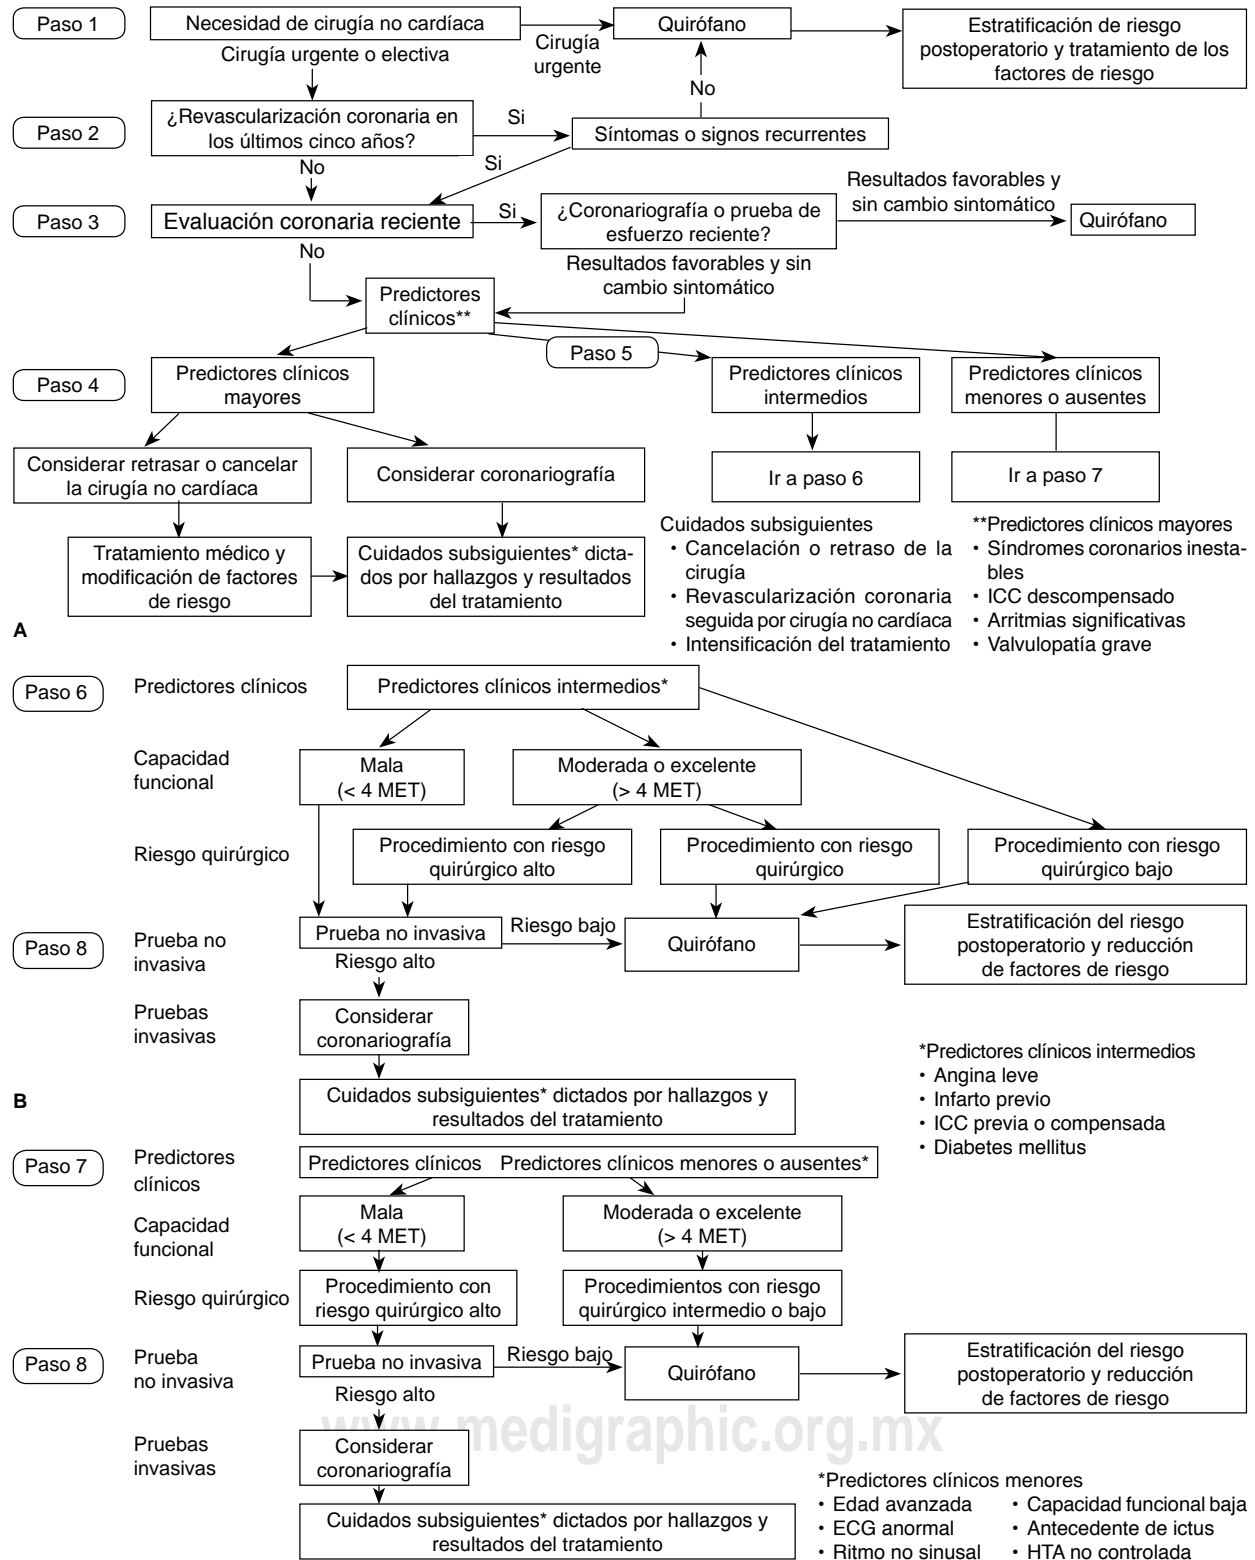 Paso 1
Necesidad de cirugía no cardíaca
Cirugía
urgente
Quirófano
Estratificación de riesgo
postoperatorio y tratamiento de los
factores de riesgo
Cirugía urgente o electiva
No
Paso 2
¿Revascularización coronaria en
los últimos cinco años?
Si
Síntomas o signos recurrentes
No
Si
Paso 3
Evaluación coronaria reciente
Si
¿Coronariografía o prueba de
esfuerzo reciente?
Resultados favorables y
sin cambio sintomático
Quirófano
No
Resultados favorables y sin
cambio sintomático
Predictores
clínicos**
Paso 5
Paso 4
Predictores clínicos
mayores
Predictores clínicos
intermedios
Predictores clínicos
menores o ausentes
Considerar retrasar o cancelar
la cirugía no cardíaca
Considerar coronariografía
Ir a paso 6
Ir a paso 7
Tratamiento médico y
modificación de factores
de riesgo
Cuidados subsiguientes* dicta-
dos por hallazgos y resultados
del tratamiento
Cuidados subsiguientes
• Cancelación o retraso de la
cirugía
• Revascularización coronaria
seguida por cirugía no cardíaca
• Intensificación del tratamiento
**Predictores clínicos mayores
• Síndromes coronarios inesta-
bles
• ICC descompensado
• Arritmias significativas
• Valvulopatía grave
A
Paso 6
Predictores clínicos
Predictores clínicos intermedios*
Capacidad
funcional
Mala
(< 4 MET)
Moderada o excelente
(> 4 MET)
Riesgo quirúrgico
Procedimiento con riesgo
quirúrgico alto
Procedimiento con riesgo
quirúrgico
Procedimiento con riesgo
quirúrgico bajo
Paso 8
Prueba no
invasiva
Prueba no invasiva
Riesgo bajo
Quirófano
Estratificación del riesgo
postoperatorio y reducción
de factores de riesgo
Riesgo alto
Pruebas
invasivas
Considerar
coronariografía
Cuidados subsiguientes* dictados por hallazgos y
resultados del tratamiento
*Predictores clínicos intermedios
• Angina leve
• Infarto previo
• ICC previa o compensada
• Diabetes mellitus
B
Paso 7
Predictores
clínicos
Predictores clínicos Predictores clínicos menores o ausentes*
Capacidad
funcional
Mala
(< 4 MET)
Moderada o excelente
(> 4 MET)
Riesgo quirúrgico
Procedimiento con
riesgo quirúrgico alto
Procedimientos con riesgo
quirúrgico intermedio o bajo
Paso 8
Prueba
no invasiva
Prueba no invasiva
Riesgo bajo
Quirófano
Estratificación del riesgo
postoperatorio y reducción
de factores de riesgo
Riesgo alto
www.medigraphic.org.mx
Pruebas
invasivas
Considerar
coronariografía
Cuidados subsiguientes* dictados por hallazgos y
resultados del tratamiento
*Predictores clínicos menores
• Edad avanzada
• ECG anormal
• Ritmo no sinusal
• Capacidad funcional baja
• Antecedente de ictus
• HTA no controlada